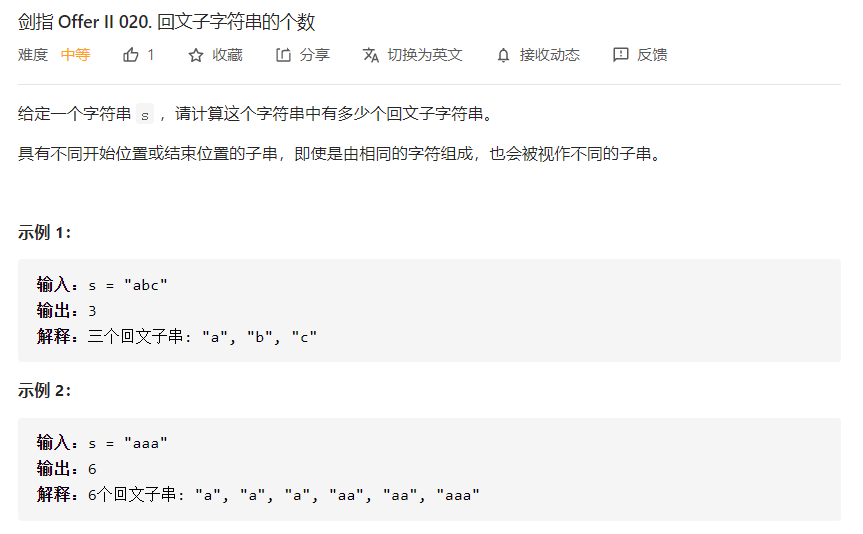 剑指 Offer II 020. 回文子字符串的个数
难度 中等 1 收藏 分享 切换为英文 接收动态 反馈
给定一个字符串 s ，请计算这个字符串中有多少个回文子字符串。
具有不同开始位置或结束位置的子串，即使是由相同的字符组成，也会被视作不同的子串。
示例 1：
输入：s = "abc"
输出：3
解释：三个回文子串: "a", "b", "c"
示例 2：
输入：s = "aaa"
输出：6
解释：6个回文子串: "a", "a", "a", "aa", "aa", "aaa"